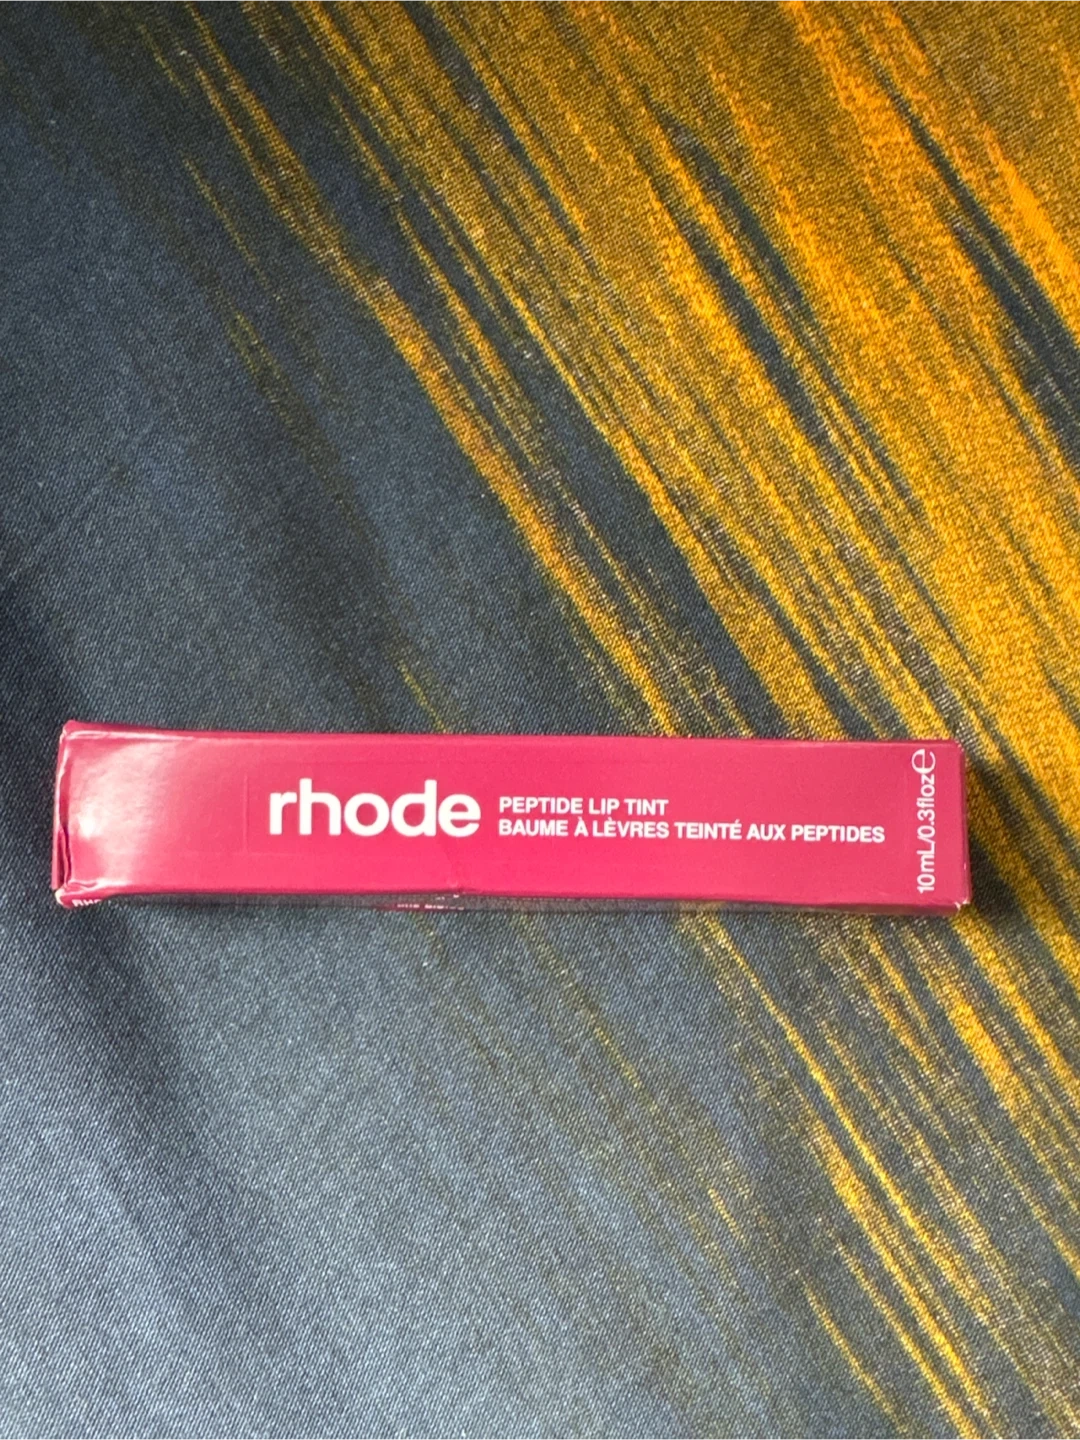 rhode
PEPTIDE LIP TINT
BAUME À LÈVRES TEINTÉ AUX PEPTIDES
10mL/0.3floz℮